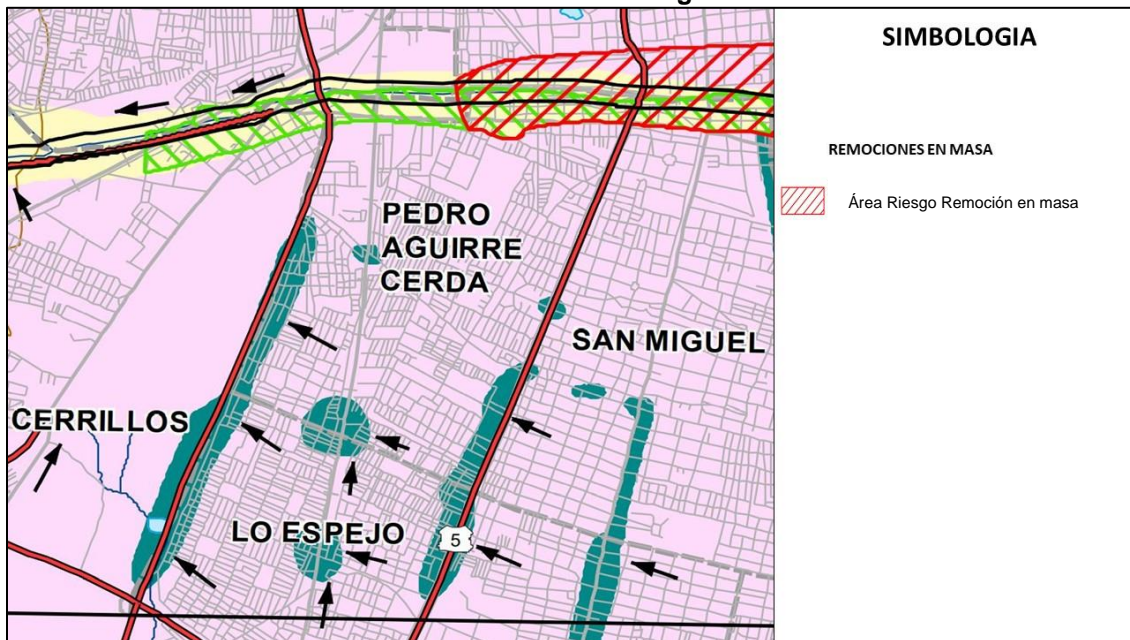 SIMBOLOGIA
REMOCIONES EN MASA
Área Riesgo Remoción en masa
PEDRO
AGUIRRE
CERDA
SAN MIGUEL
CERRILLOS
LO ESPEJO
5